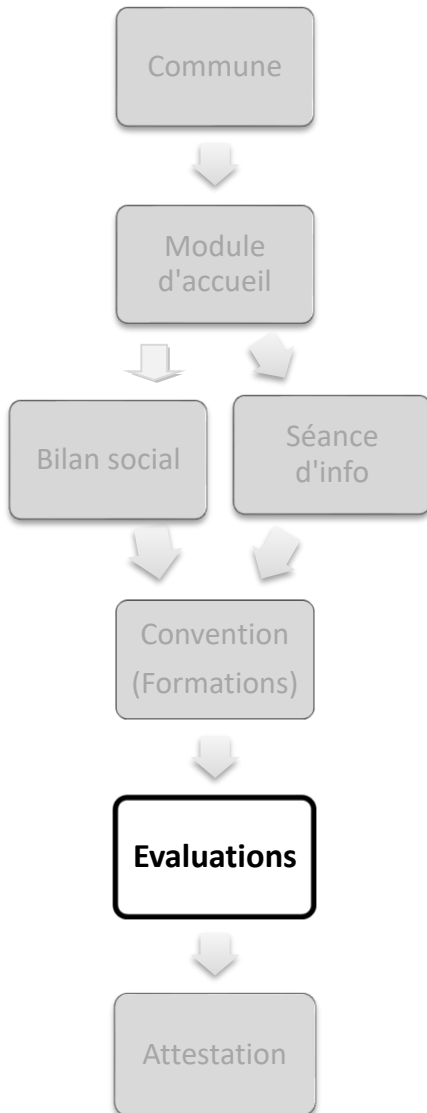 Commune
Module
d'accueil
Bilan social
Séance
d'info
Convention
(Formations)
Evaluations
Attestation